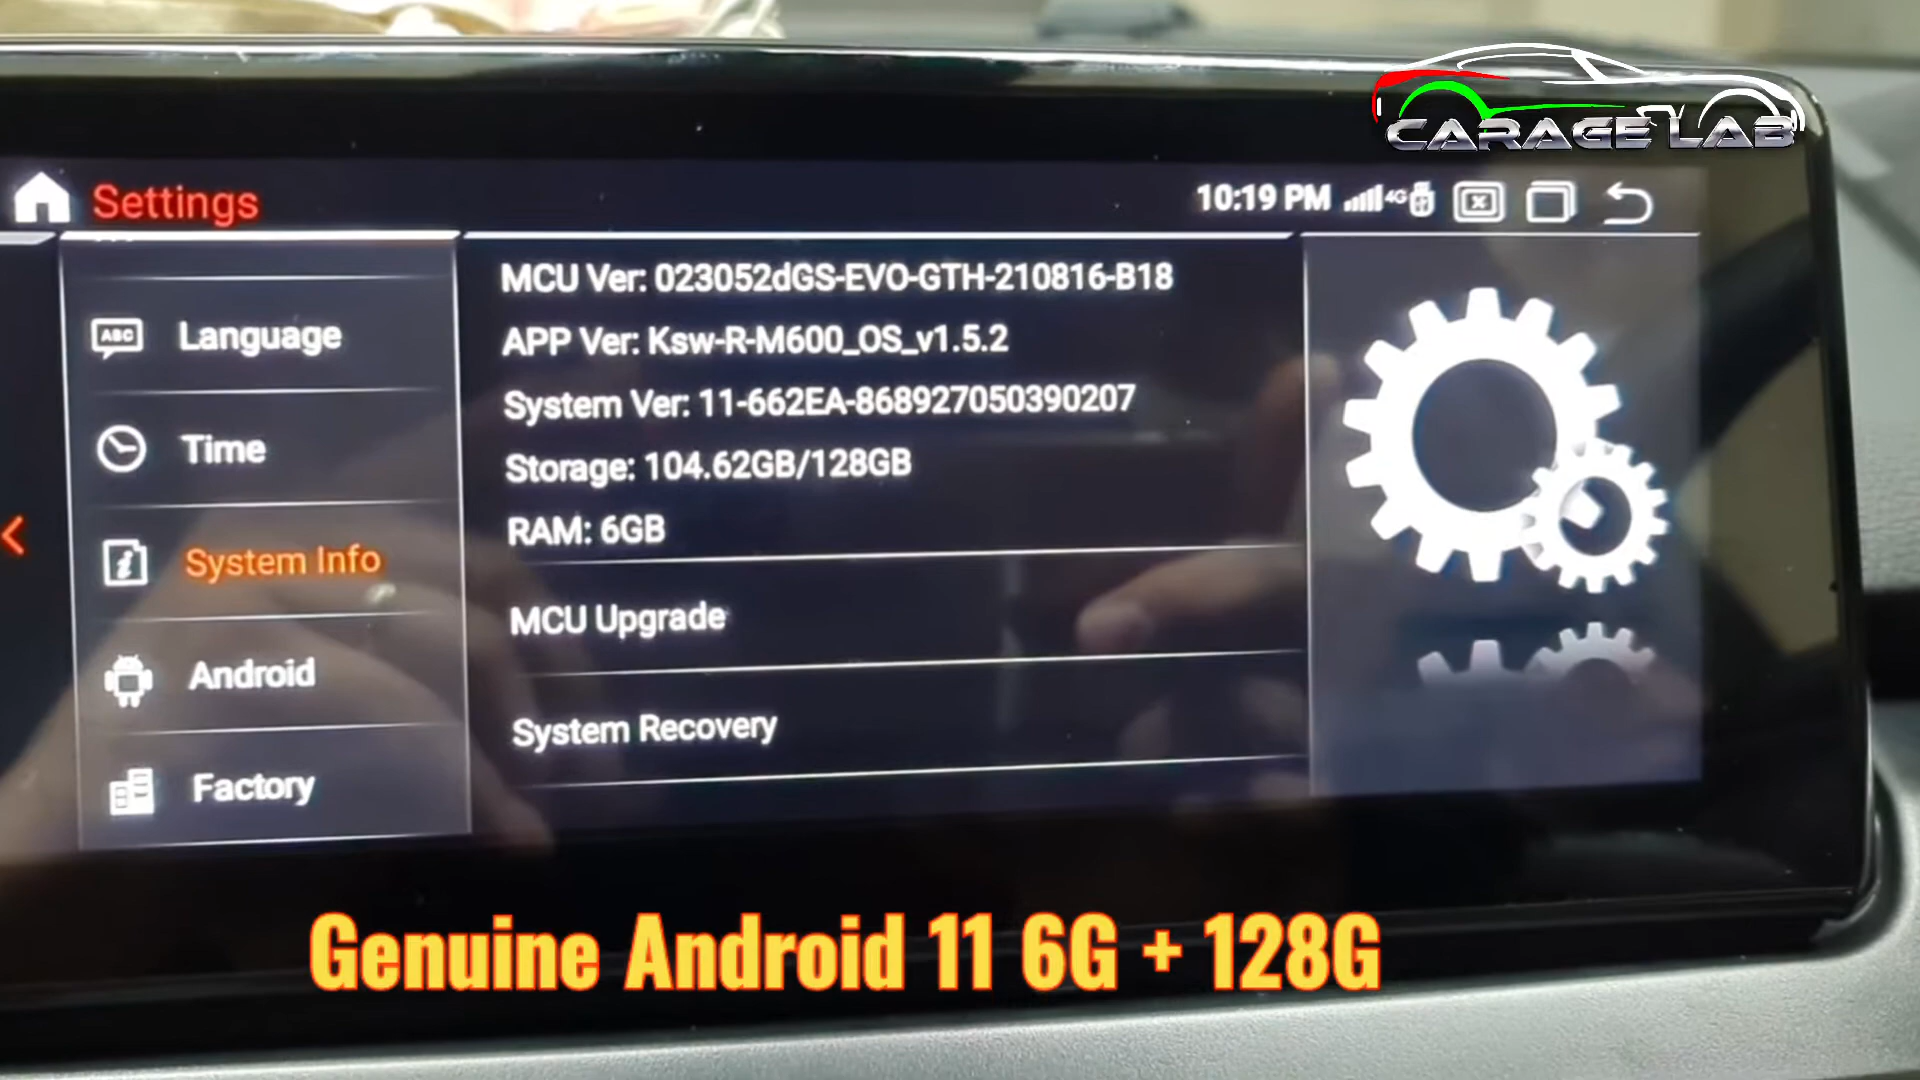 CARAGE LAB
Settings
10:19 PM 4G
Language
Time
System Info
Android
Factory
MCU Ver: 023052dGS-EVO-GTH-210816-B18
APP Ver: Ksw-R-M600_OS_v1.5.2
System Ver: 11-662EA-868927050390207
Storage: 104.62GB/128GB
RAM: 6GB
MCU Upgrade
System Recovery
ABC
Genuine Android 11 6G + 128G